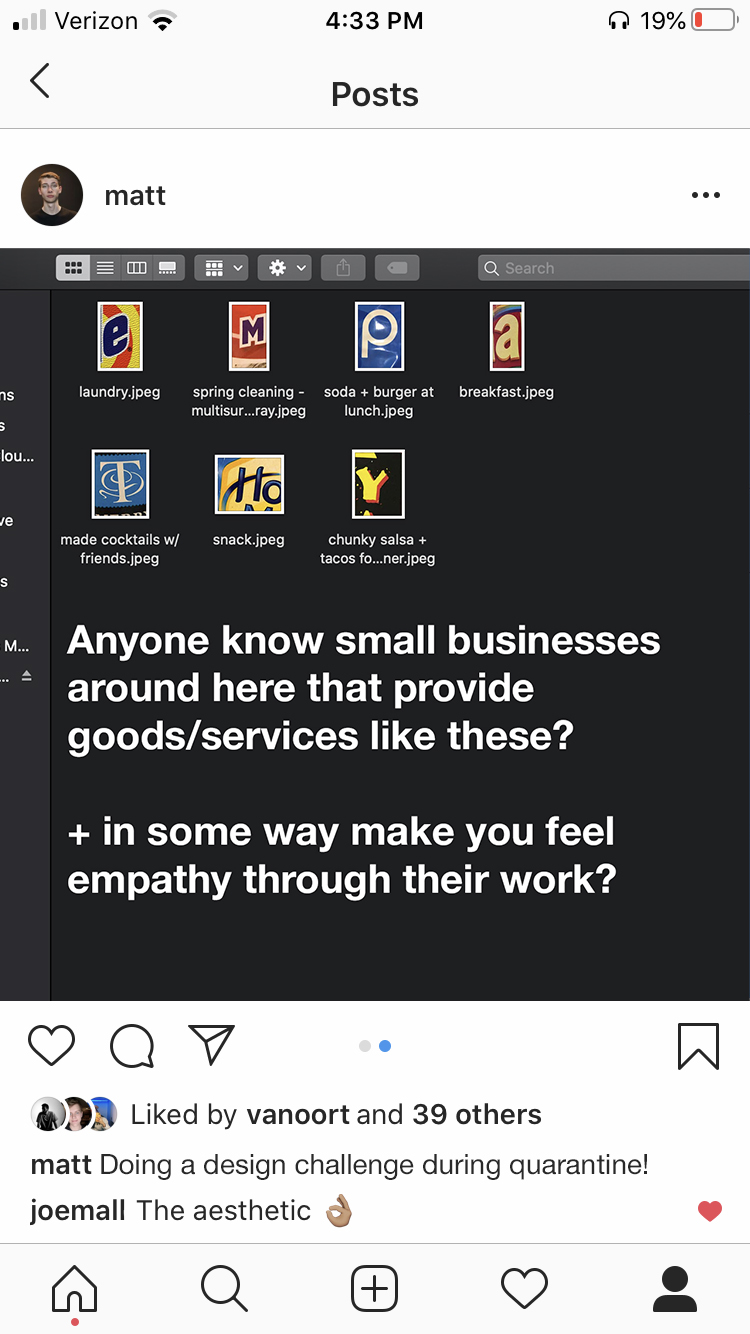 Verizon 4:33 PM 19%
Posts
matt
Search
e M P a
ns
laundry.jpeg spring cleaning - soda + burger at breakfast.jpeg
multisur...ray.jpeg lunch.jpeg
s
lou...
T Ho Y
ve
made cocktails w/ snack.jpeg chunky salsa +
friends.jpeg tacos fo...ner.jpeg
s
M...
...
Anyone know small businesses
around here that provide
goods/services like these?
+ in some way make you feel
empathy through their work?
Liked by vanoort and 39 others
matt Doing a design challenge during quarantine!
joemall The aesthetic 👌🏽